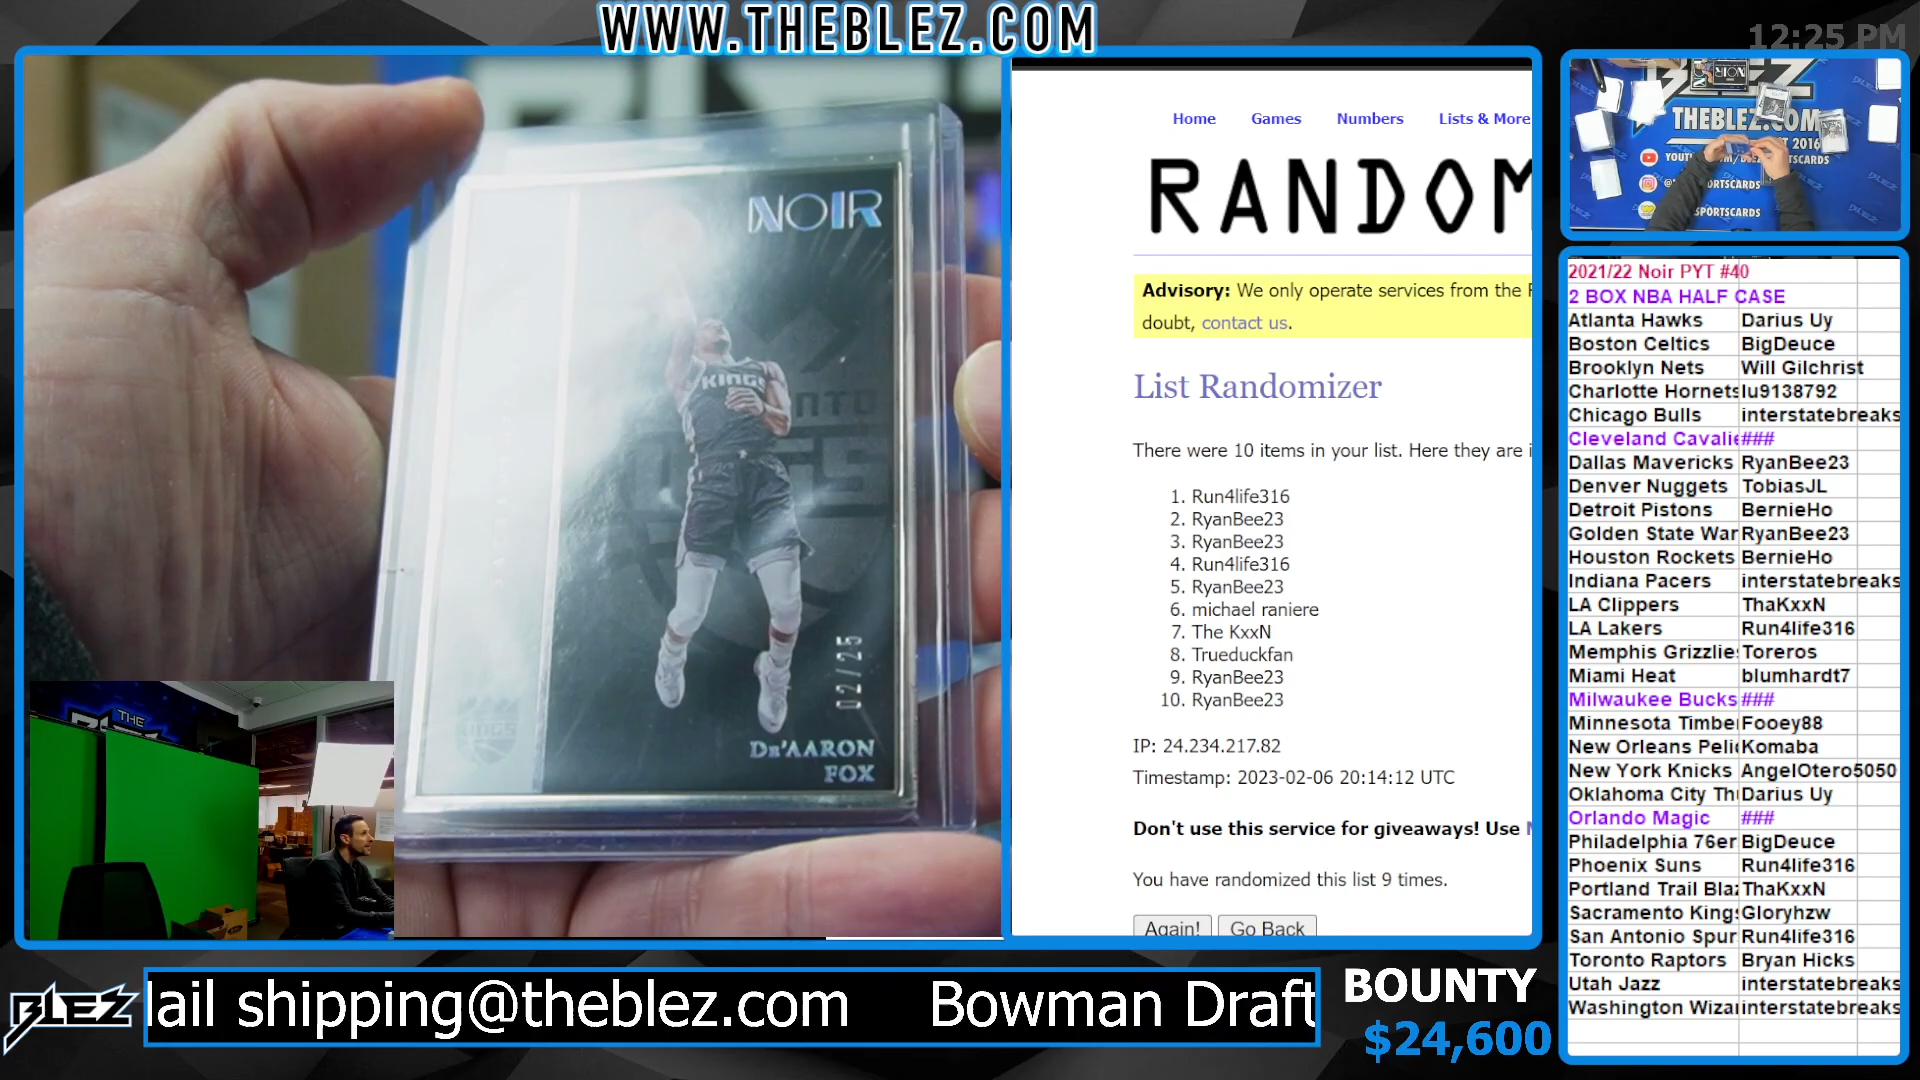 WWW.THEBLEZ.COM
12:25 PM
NOIR
KINGS
02/25
DE'AARON
FOX
THE
Home Games Numbers Lists & More
RANDOM
Advisory: We only operate services from the
doubt, contact us.
List Randomizer
There were 10 items in your list. Here they are i
1. Run4life316
2. RyanBee23
3. RyanBee23
4. Run4life316
5. RyanBee23
6. michael raniere
7. The KxxN
8. Trueduckfan
9. RyanBee23
10. RyanBee23
IP: 24.234.217.82
Timestamp: 2023-02-06 20:14:12 UTC
Don't use this service for giveaways! Use
You have randomized this list 9 times.
Again! Go Back
THEBLEZ.COM
2016
2021/22 Noir PYT #40
2 BOX NBA HALF CASE
Atlanta Hawks Darius Uy
Boston Celtics BigDeuce
Brooklyn Nets Will Gilchrist
Charlotte Hornets lu9138792
Chicago Bulls interstatebreaks
Cleveland Cavalie ###
Dallas Mavericks RyanBee23
Denver Nuggets TobiasJL
Detroit Pistons BernieHo
Golden State War RyanBee23
Houston Rockets BernieHo
Indiana Pacers interstatebreaks
LA Clippers ThaKxxN
LA Lakers Run4life316
Memphis Grizzlie Toreros
Miami Heat blumhardt7
Milwaukee Bucks ###
Minnesota Timbe Fooey88
New Orleans Peli Komaba
New York Knicks AngelOtero5050
Oklahoma City Th Darius Uy
Orlando Magic ###
Philadelphia 76er BigDeuce
Phoenix Suns Run4life316
Portland Trail Bla ThaKxxN
Sacramento Kings Gloryhzw
San Antonio Spur Run4life316
Toronto Raptors Bryan Hicks
Utah Jazz interstatebreaks
Washington Wiza interstatebreaks
BLEZ
ail shipping@theblez.com Bowman Draft
BOUNTY
$24,600